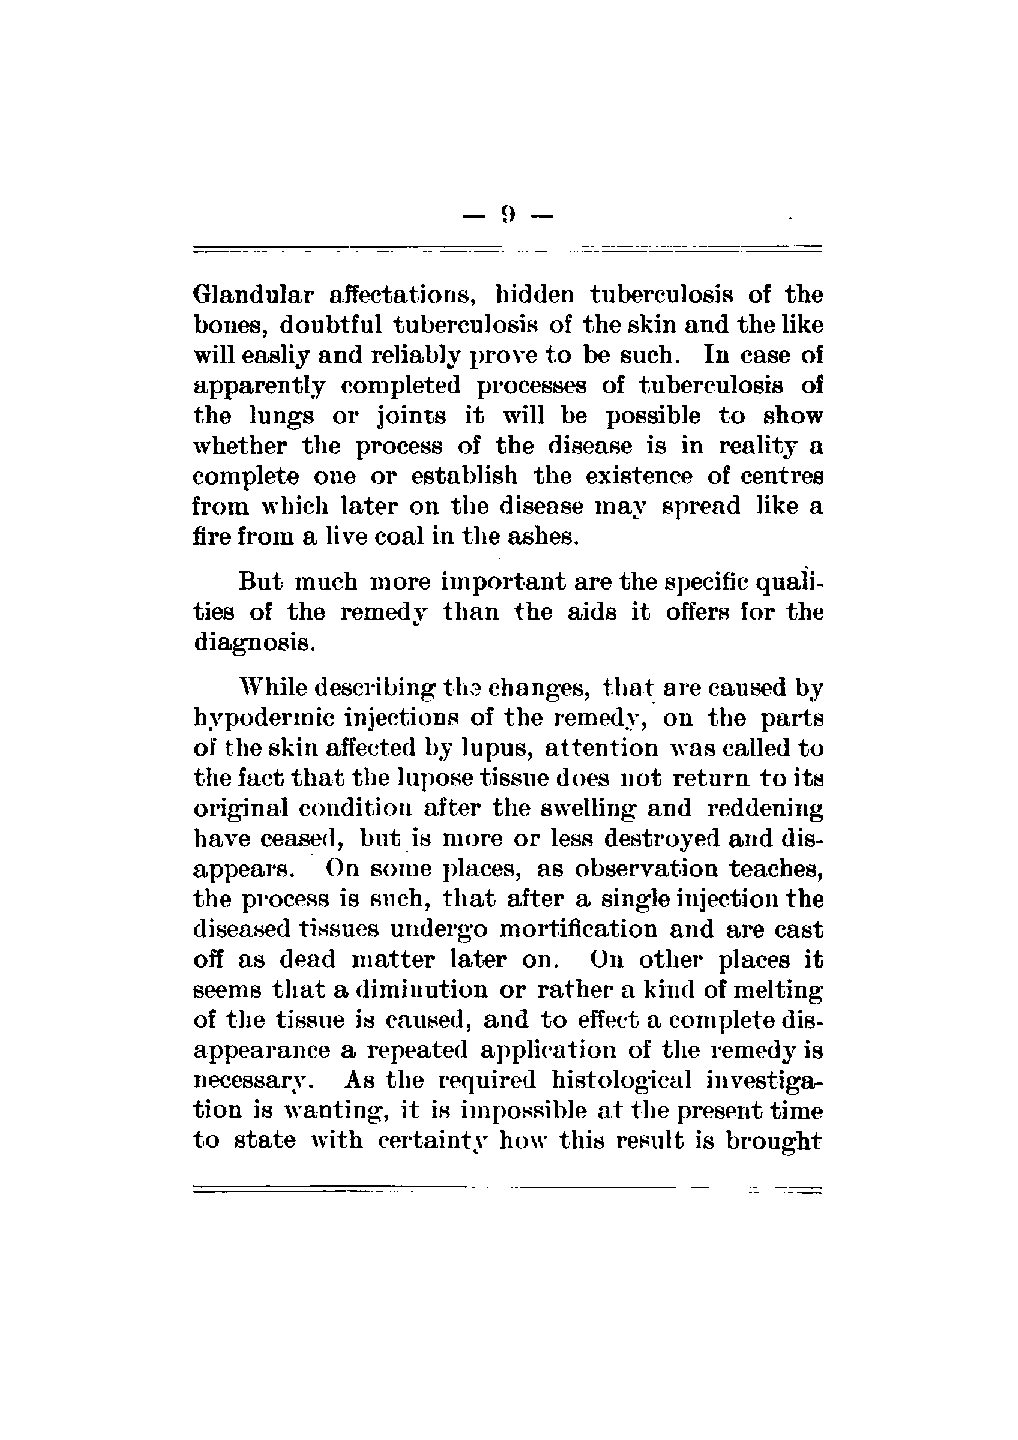 — 9 —
Glandular affectations, hidden tuberculosis of the
bones, doubtful tuberculosis of the skin and the like
will easliy and reliably prove to be such. In case of
apparently completed processes of tuberculosis of
the lungs or joints it will be possible to show
whether the process of the disease is in reality a
complete one or establish the existence of centres
from which later on the disease may spread like a
fire from a live coal in the ashes.
But much more important are the specific quali-
ties of the remedy than the aids it offers for the
diagnosis.
While describing the changes, that are caused by
hypodermic injections of the remedy, on the parts
of the skin affected by lupus, attention was called to
the fact that the lupose tissue does not return to its
original condition after the swelling and reddening
have ceased, but is more or less destroyed and dis-
appears. On some places, as observation teaches,
the process is such, that after a single injection the
diseased tissues undergo mortification and are cast
off as dead matter later on. On other places it
seems that a diminution or rather a kind of melting
of the tissue is caused, and to effect a complete dis-
appearance a repeated application of the remedy is
necessary. As the required histological investiga-
tion is wanting, it is impossible at the present time
to state with certainty how this result is brought